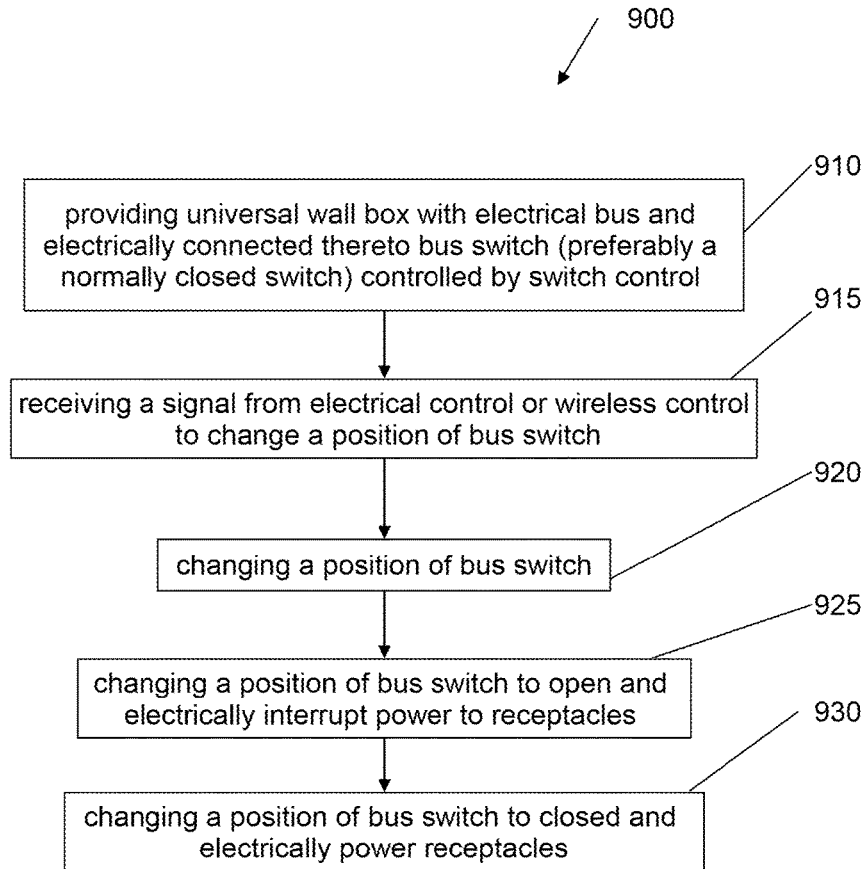 900
910
providing universal wall box with electrical bus and
electrically connected thereto bus switch (preferably a
normally closed switch) controlled by switch control
915
receiving a signal from electrical control or wireless control
to change a position of bus switch
920
changing a position of bus switch
925
changing a position of bus switch to open and
electrically interrupt power to receptacles
930
changing a position of bus switch to closed and
electrically power receptacles